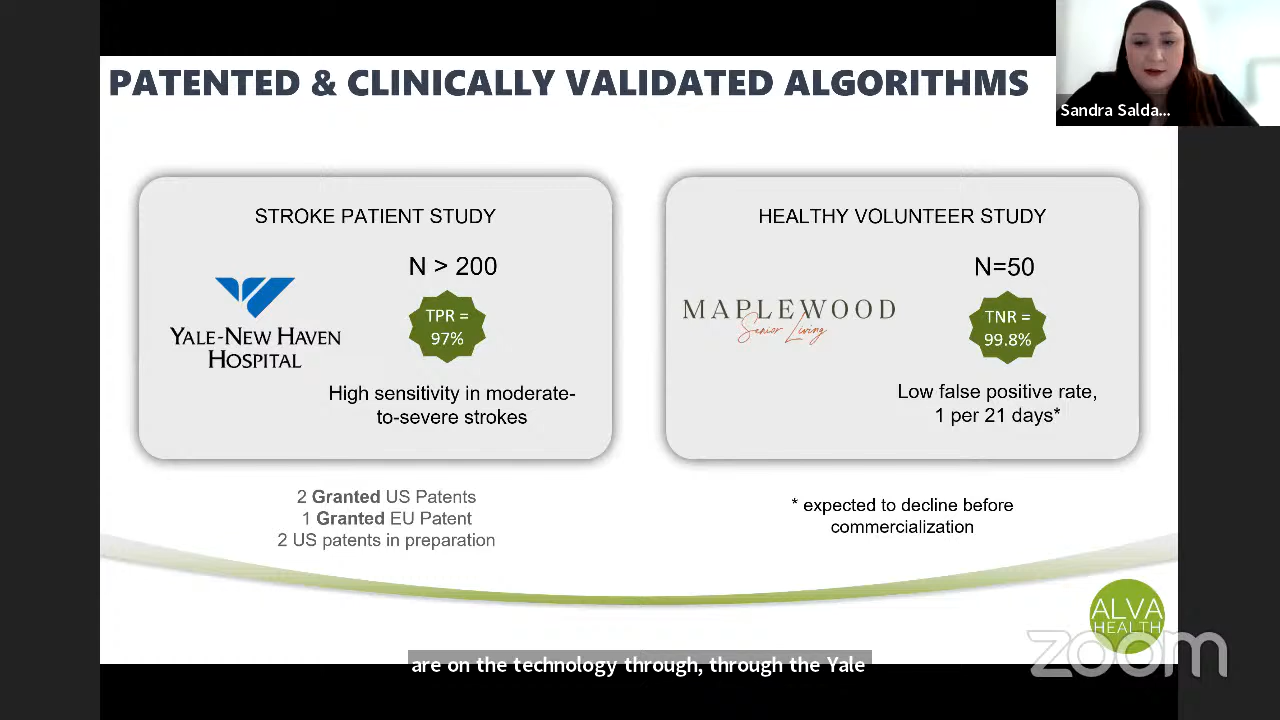 PATENTED & CLINICALLY VALIDATED ALGORITHMS
Sandra Salda...
STROKE PATIENT STUDY
N > 200
YALE-NEW HAVEN
HOSPITAL
TPR =
97%
High sensitivity in moderate-
to-severe strokes
HEALTHY VOLUNTEER STUDY
N=50
MAPLEWOOD
Senior Living
TNR =
99.8%
Low false positive rate,
1 per 21 days*
2 Granted US Patents
1 Granted EU Patent
2 US patents in preparation
* expected to decline before
commercialization
ALVA
HEALTH
zoom
are on the technology through, through the Yale